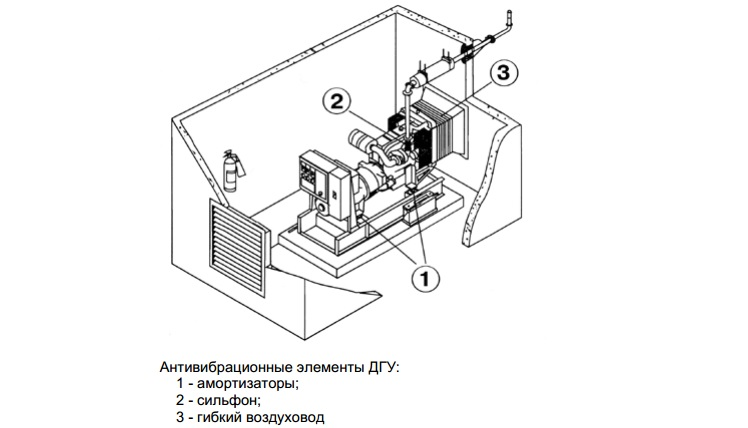 3
2
1
Антивибрационные элементы ДГУ:
1 - амортизаторы;
2 - сильфон;
3 - гибкий воздуховод